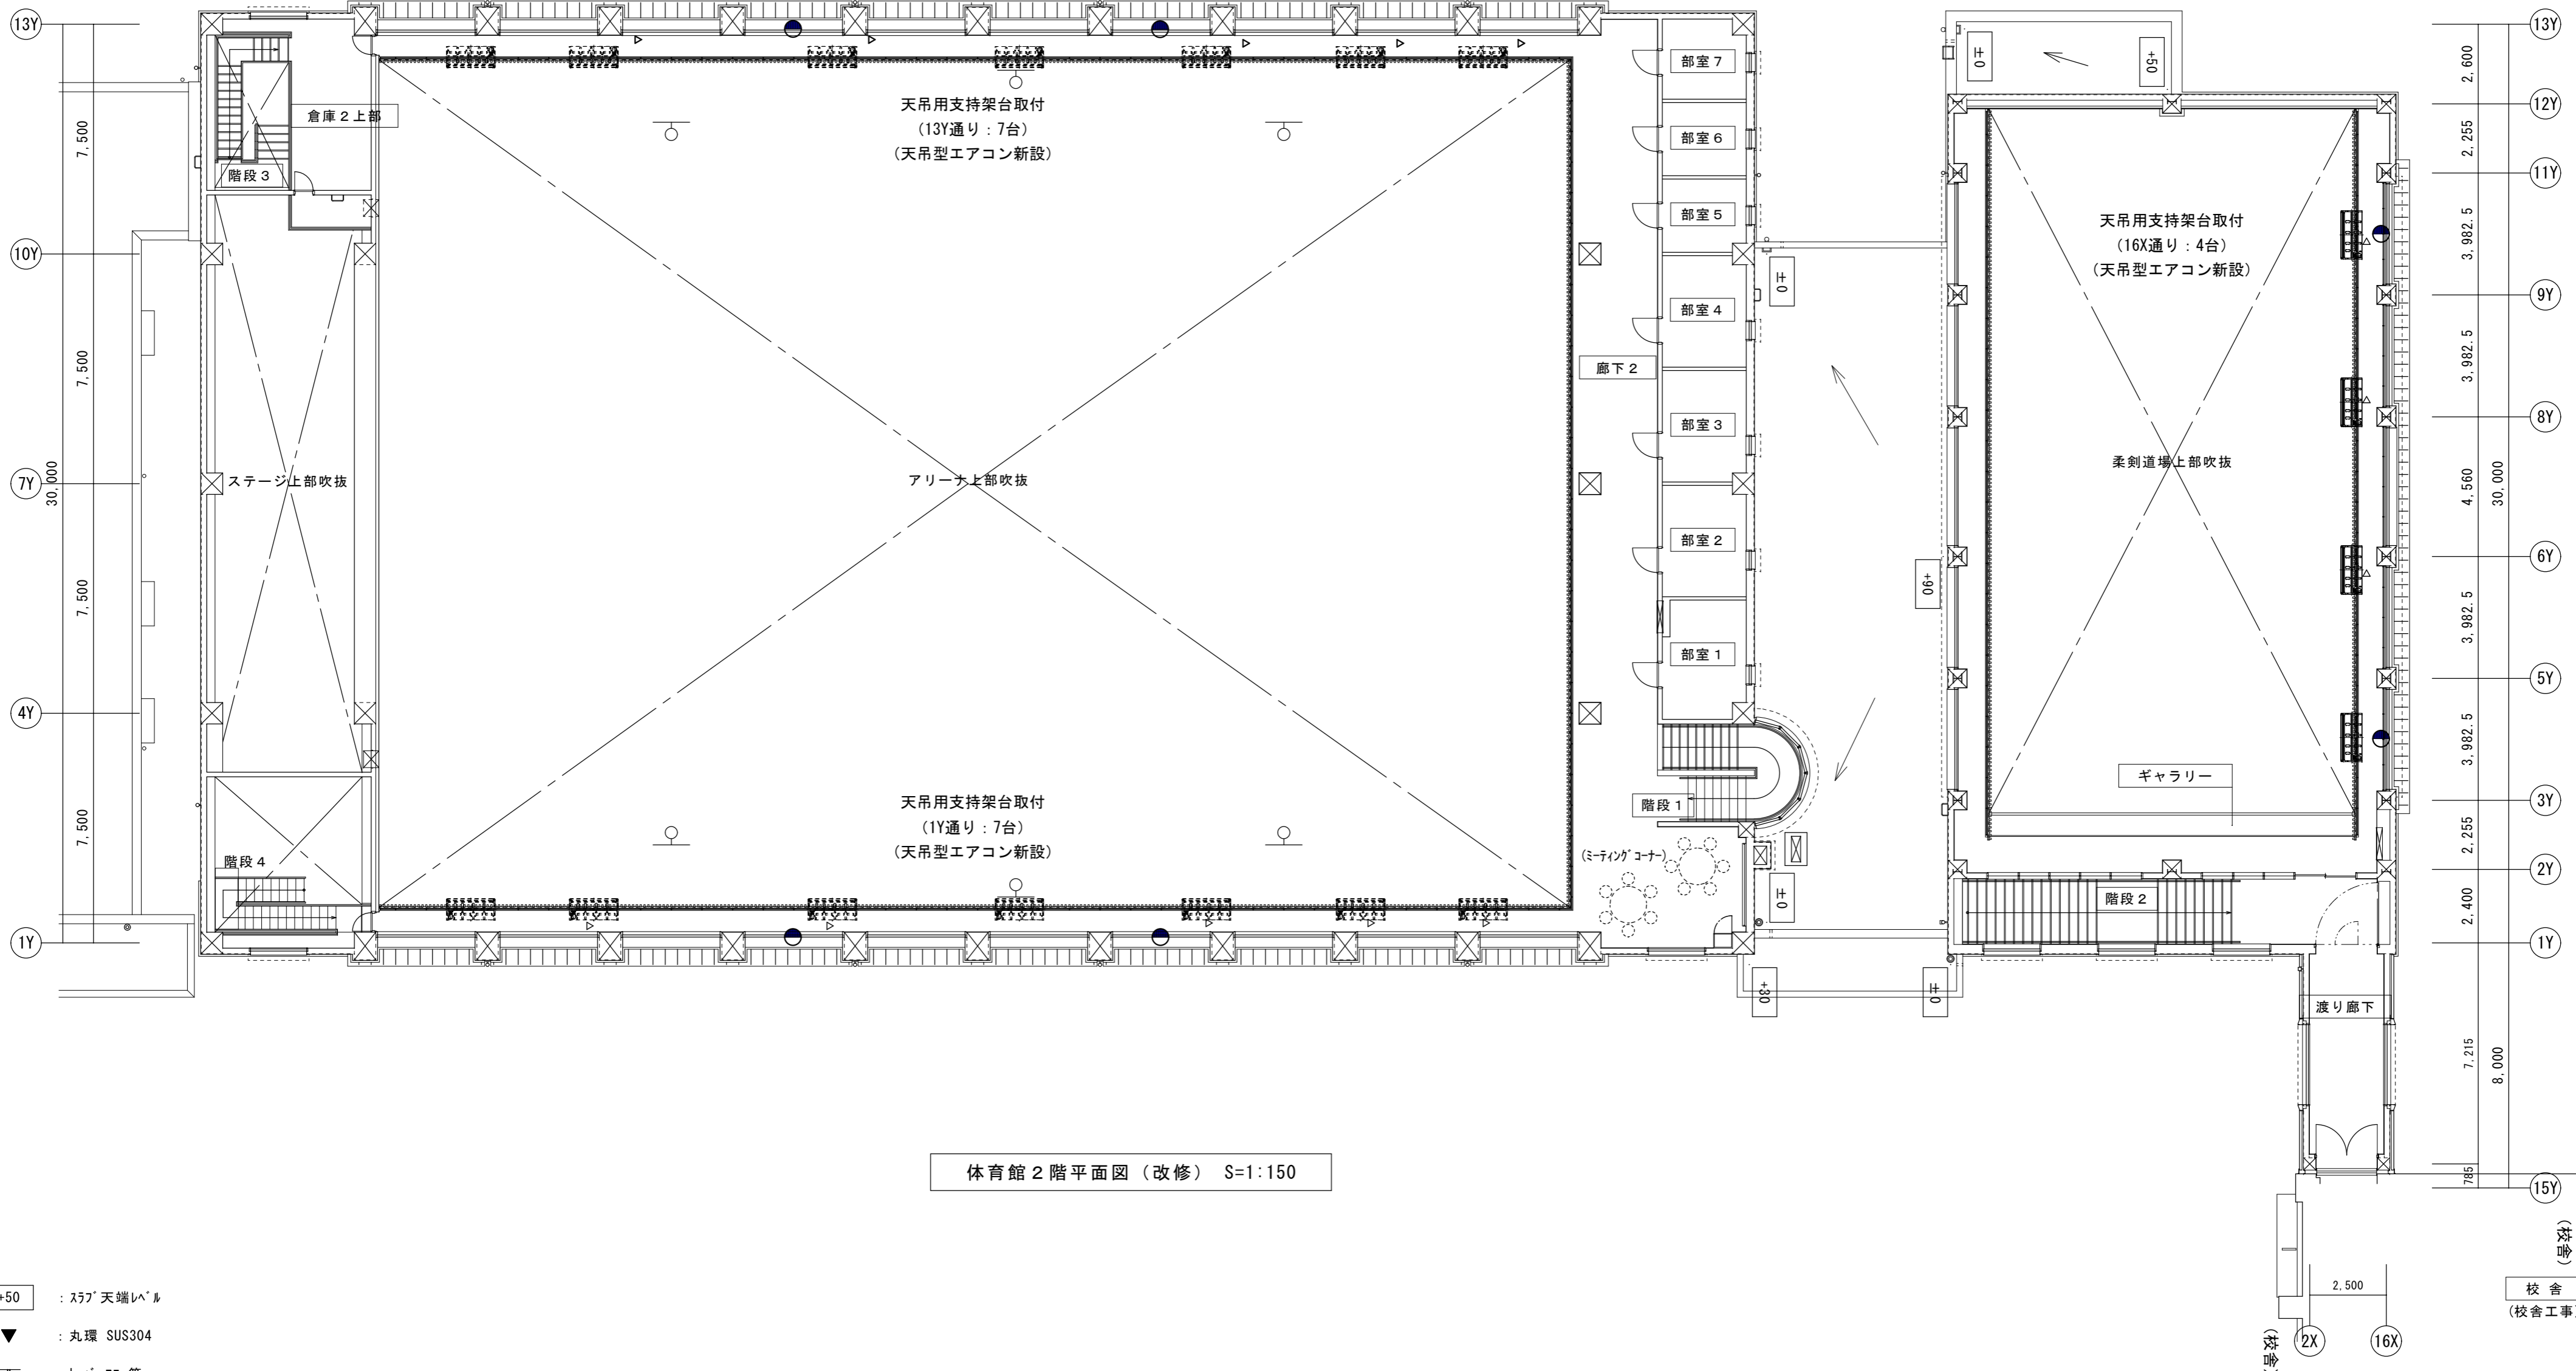 13Y
10Y
7Y
4Y
1Y
7,500
7,500
7,500
7,500
30,000
倉庫2上部
階段3
ステージ上部吹抜
階段4
天吊用支持架台取付
(13Y通り：7台)
(天吊型エアコン新設)
アリーナ上部吹抜
天吊用支持架台取付
(1Y通り：7台)
(天吊型エアコン新設)
部室7
部室6
部室5
部室4
廊下2
部室3
部室2
部室1
階段1
(ミーティングコーナー)
±0
+50
±0
+90
±0
+30
±0
天吊用支持架台取付
(16X通り：4台)
(天吊型エアコン新設)
柔剣道場上部吹抜
ギャラリー
階段2
渡り廊下
2,600
2,255
3,982.5
3,982.5
4,560
3,982.5
3,982.5
2,255
2,400
30,000
7,215
785
8,000
13Y
12Y
11Y
9Y
8Y
6Y
5Y
3Y
2Y
1Y
15Y
体育館2階平面図（改修） S=1:150
+50
：スラブ天端レベル
：丸環 SUS304
2,500
2X
16X
(校舎)
(校舎)
校舎
(校舎工事)